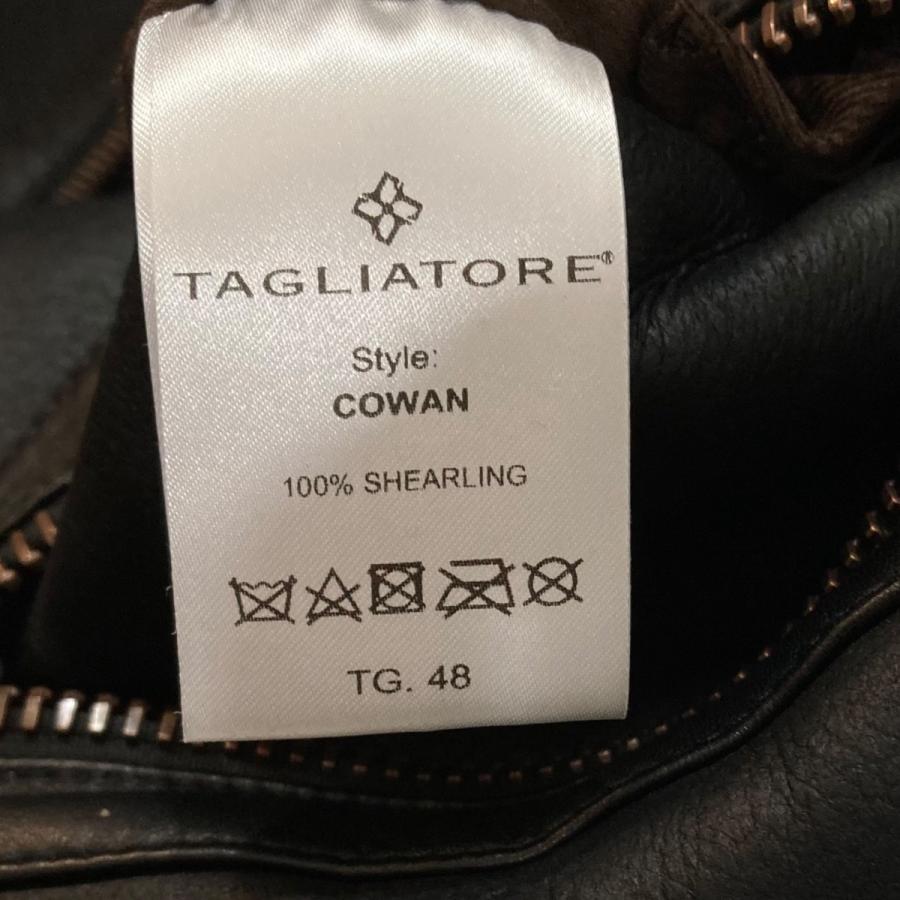 TAGLIATORE®
Style:
COWAN
100% SHEARLING
TG. 48